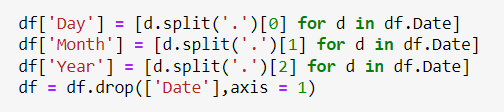 df['Day'] = [d.split('.')[0] for d in df.Date]
df['Month'] = [d.split('.')[1] for d in df.Date]
df['Year'] = [d.split('.')[2] for d in df.Date]
df = df.drop(['Date'],axis = 1)